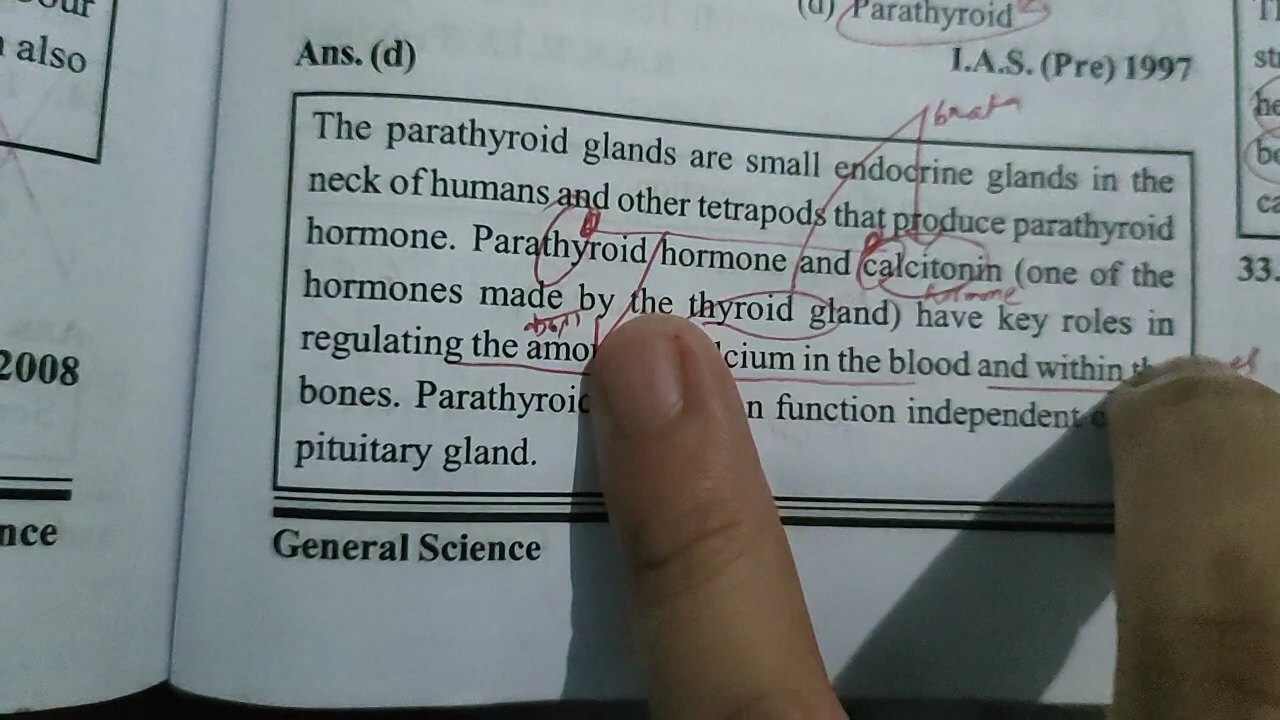 our
also
(d) Parathyroid
Ans. (d)
I.A.S. (Pre) 1997
The parathyroid glands are small endocrine glands in the
neck of humans and other tetrapods that produce parathyroid
hormone. Parathyroid hormone and calcitonin (one of the
hormone
hormones made by the thyroid gland) have key roles in
regulating the cium in the blood and within
bones. function independent
pituitary gland.
General Science
2008
nce
33.